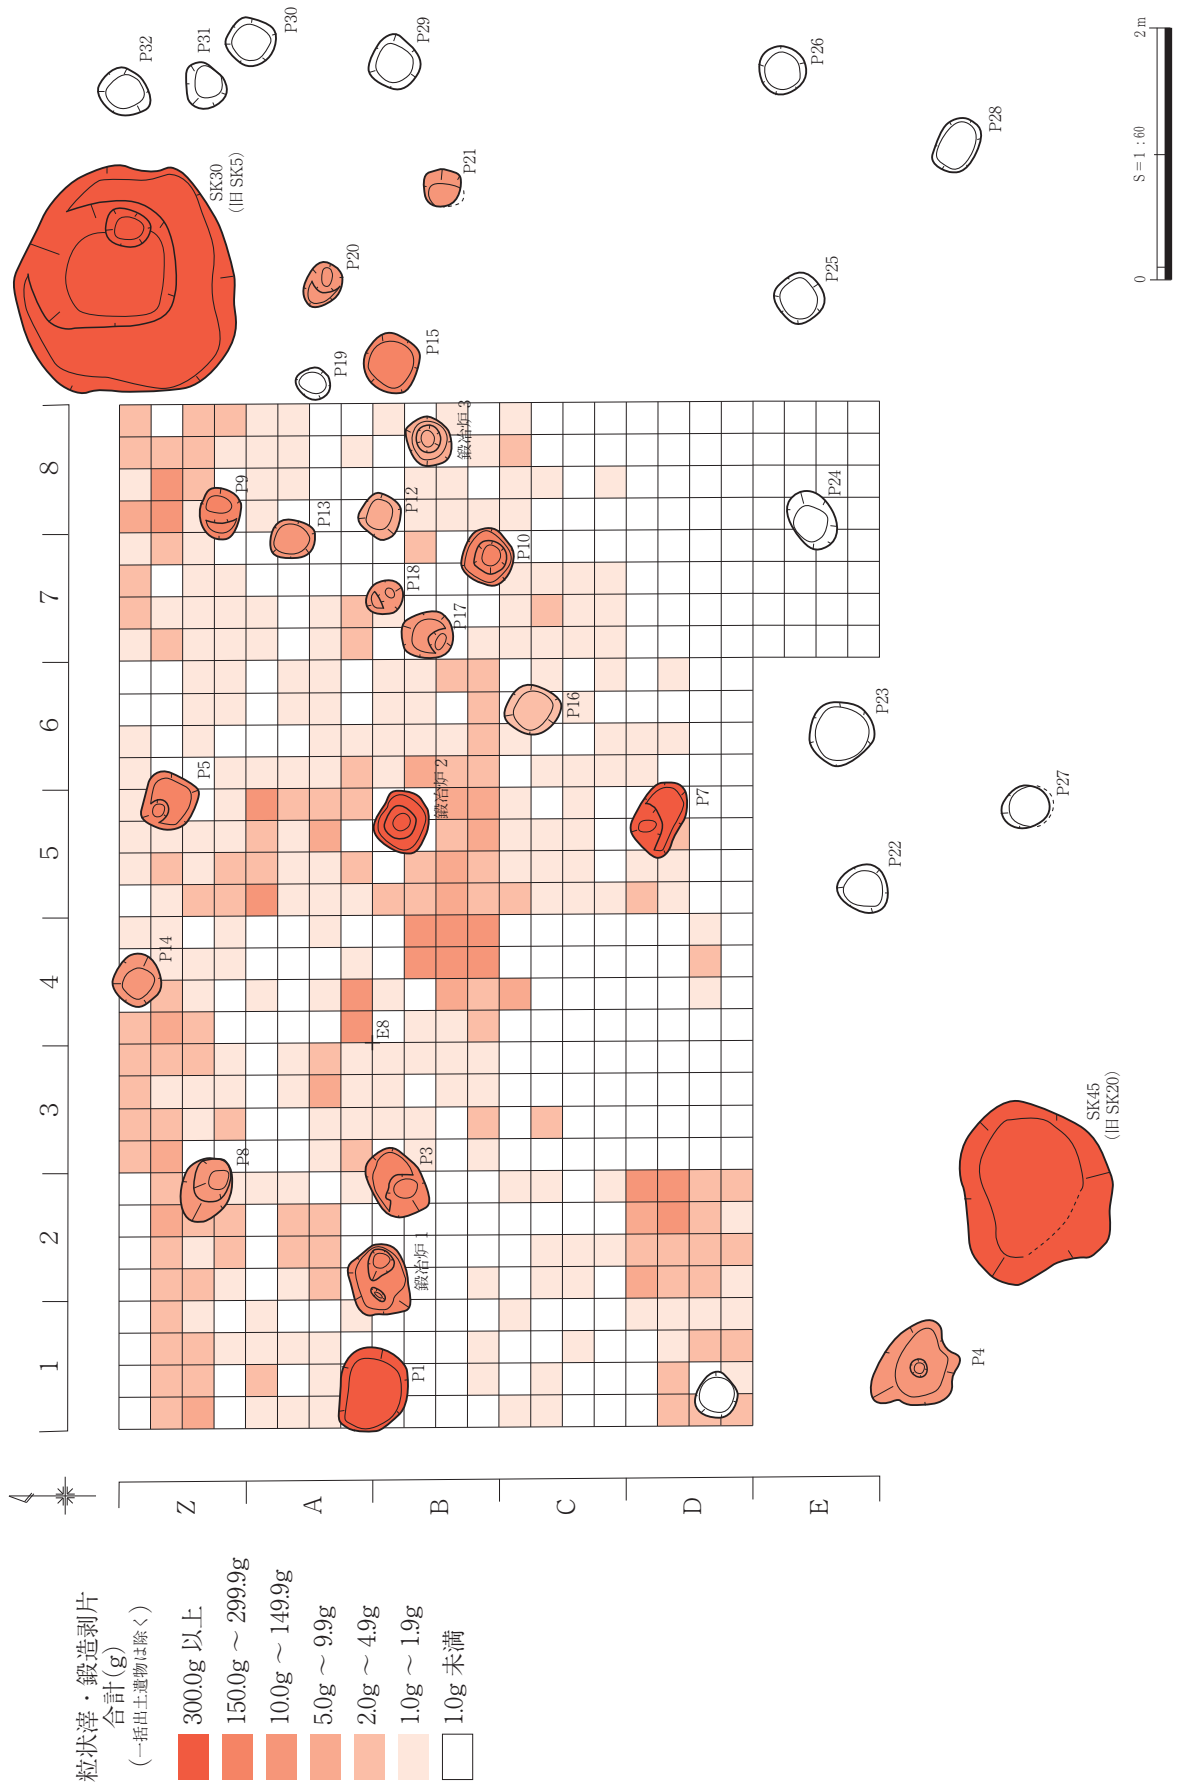 粒状滓・鍛造剥片
合計(g)
(一括出土遺物は除く)
300.0g 以上
150.0g ～ 299.9g
10.0g ～ 149.9g
5.0g ～ 9.9g
2.0g ～ 4.9g
1.0g ～ 1.9g
1.0g 未満
1
2
3
4
5
6
7
8
Z
A
B
C
D
E
P32
P31
P30
P29
P26
P28
P21
P20
P25
P19
P15
SK30
(旧 SK5)
鍛冶炉 3
P9
P13
P12
P10
P24
P18
P17
P16
P23
P5
鍛冶炉 2
P7
P27
P22
P14
E8
P8
P3
鍛冶炉 1
P1
P4
SK45
(旧 SK20)
0
S = 1 : 60
2 m